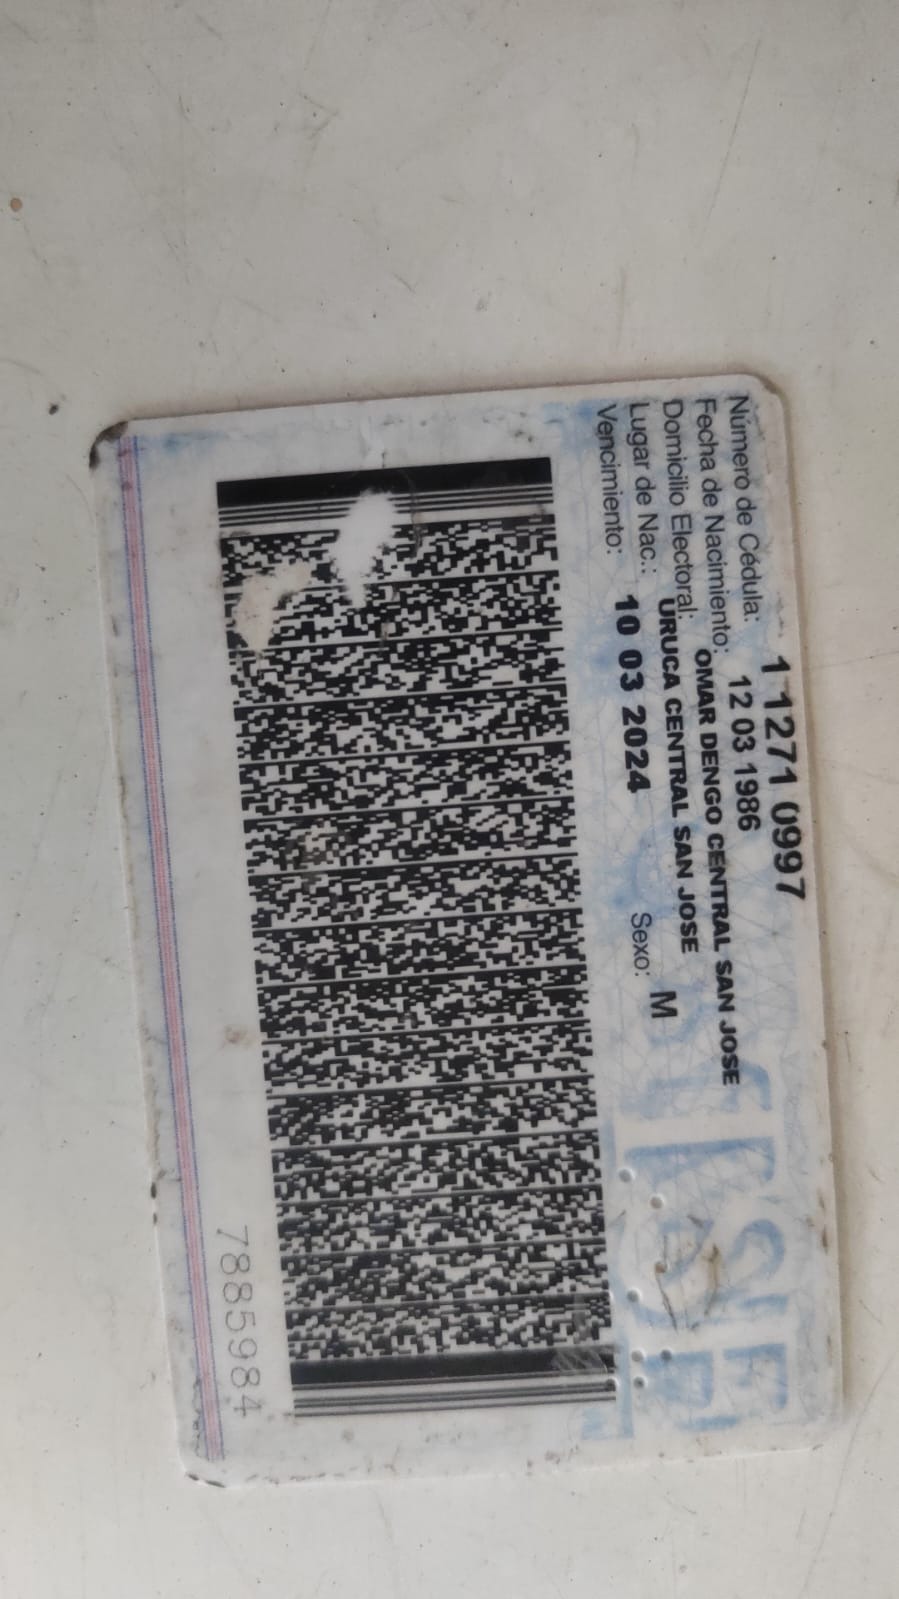 Número de Cédula: 1 1271 0997
Fecha de Nacimiento: 12 03 1986
Domicilio Electoral: OMAR DENGO CENTRAL SAN JOSE
Lugar de Nac.: URUCA CENTRAL SAN JOSE
Vencimiento: 10 03 2024 Sexo: M
TSE
7885984